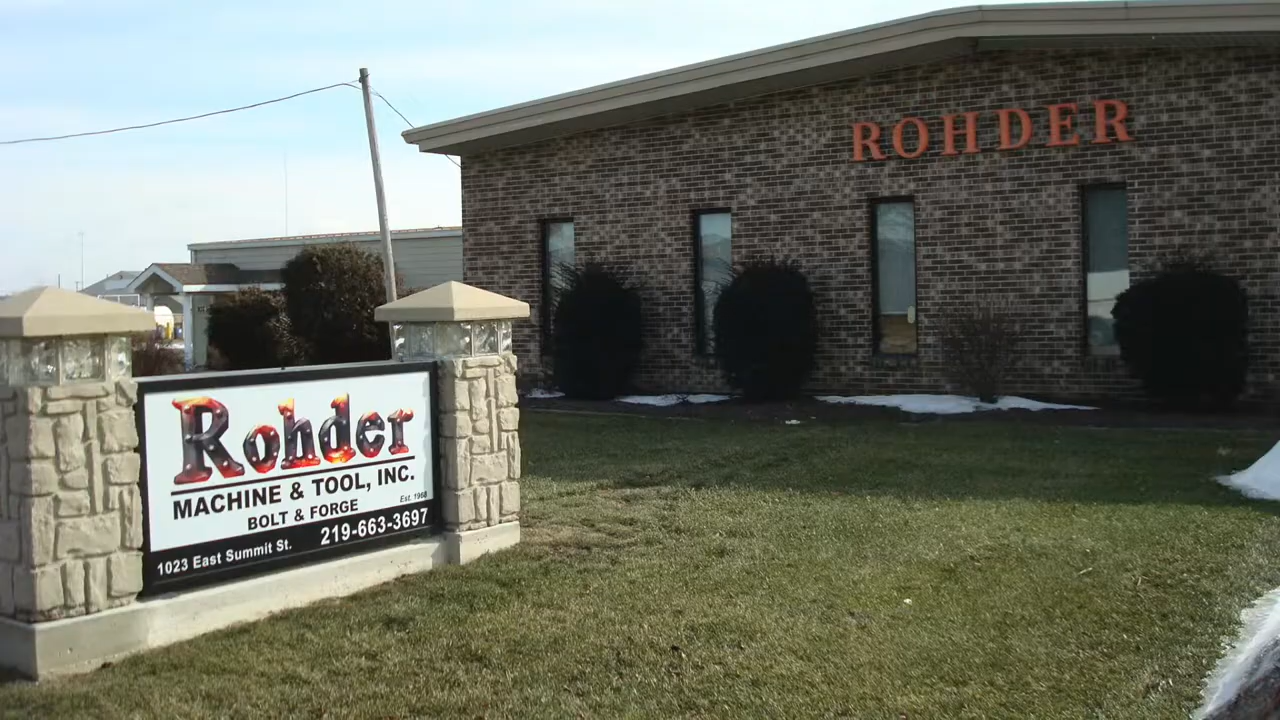 ROHDER
Rohder
MACHINE & TOOL, INC.
Est. 1968
BOLT & FORGE
1023 East Summit St. 219-663-3697